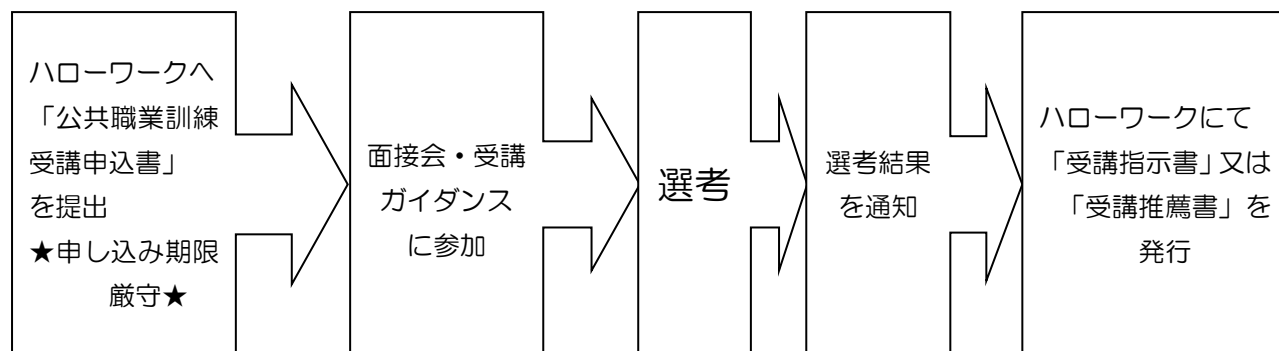 ハローワークへ
「公共職業訓練
受講申込書」
を提出
★申し込み期限
厳守★
面接会・受講
ガイダンス
に参加
選考
選考結果
を通知
ハローワークにて
「受講指示書」又は
「受講推薦書」を
発行